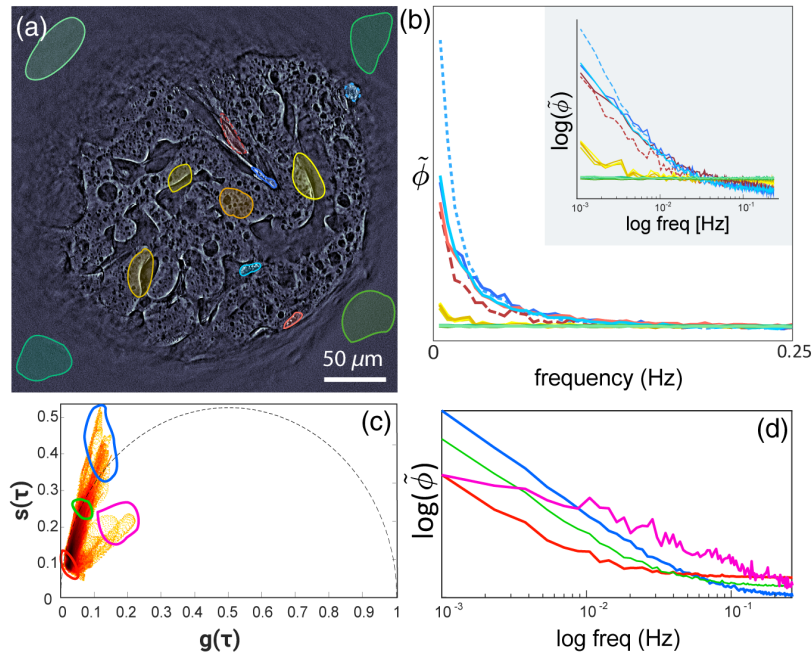 (a)
50 μm
(b)
ϕ̃
0
0.25
frequency (Hz)
log(ϕ̃)
10⁻³
10⁻²
10⁻¹
log freq [Hz]
(c)
s(τ)
0.5
0.4
0.3
0.2
0.1
0
0 0.1 0.2 0.3 0.4 0.5 0.6 0.7 0.8 0.9 1
g(τ)
(d)
log(ϕ̃)
10⁻³
10⁻²
10⁻¹
log freq (Hz)